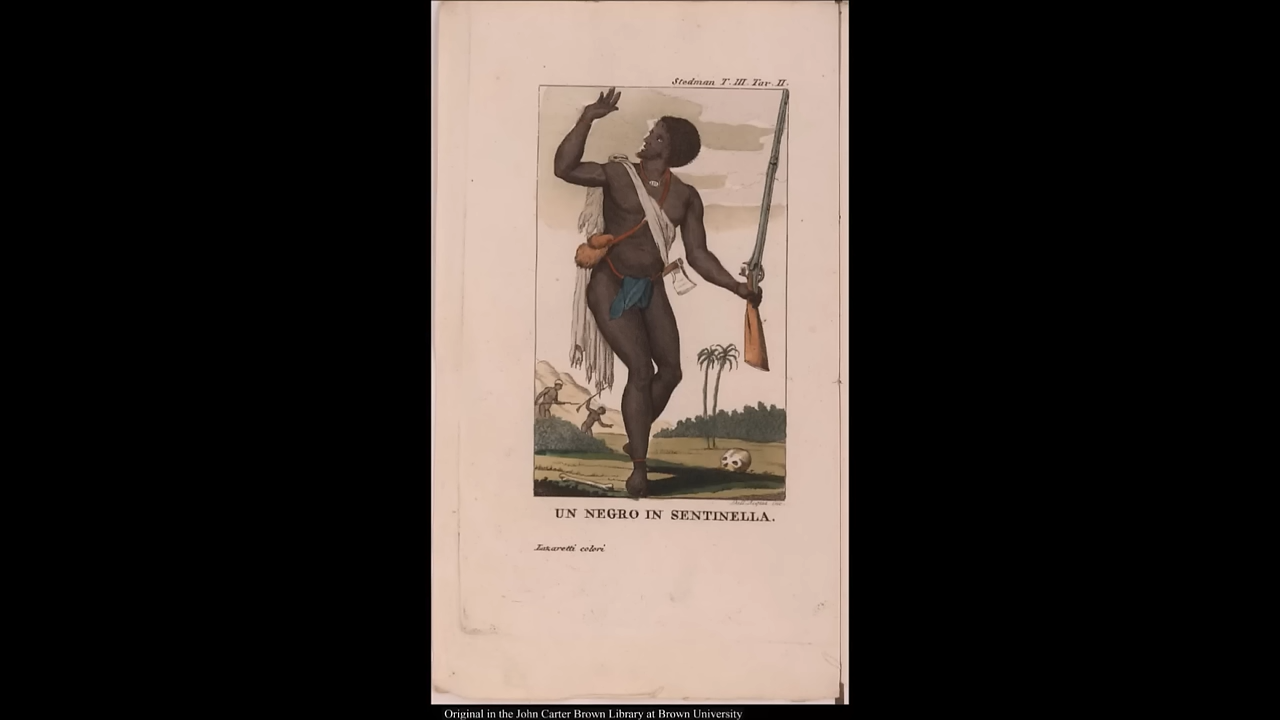 Stedman T. III. Tav. II.
UN NEGRO IN SENTINELLA.
Lazaretti colorì
Original in the John Carter Brown Library at Brown University